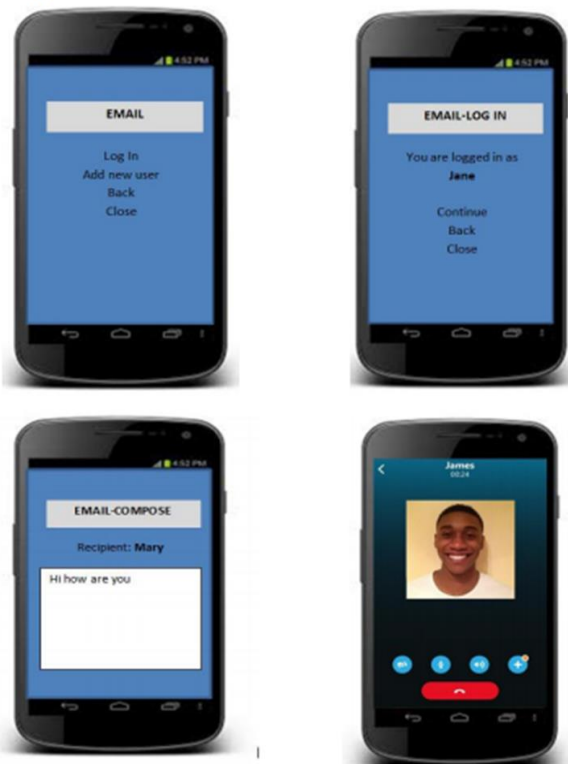 4:52 PM
EMAIL
Log In
Add new user
Back
Close
4:52 PM
EMAIL-LOG IN
You are logged in as
Jane
Continue
Back
Close
4:52 PM
EMAIL-COMPOSE
Recipient: Mary
Hi how are you
James
00:24